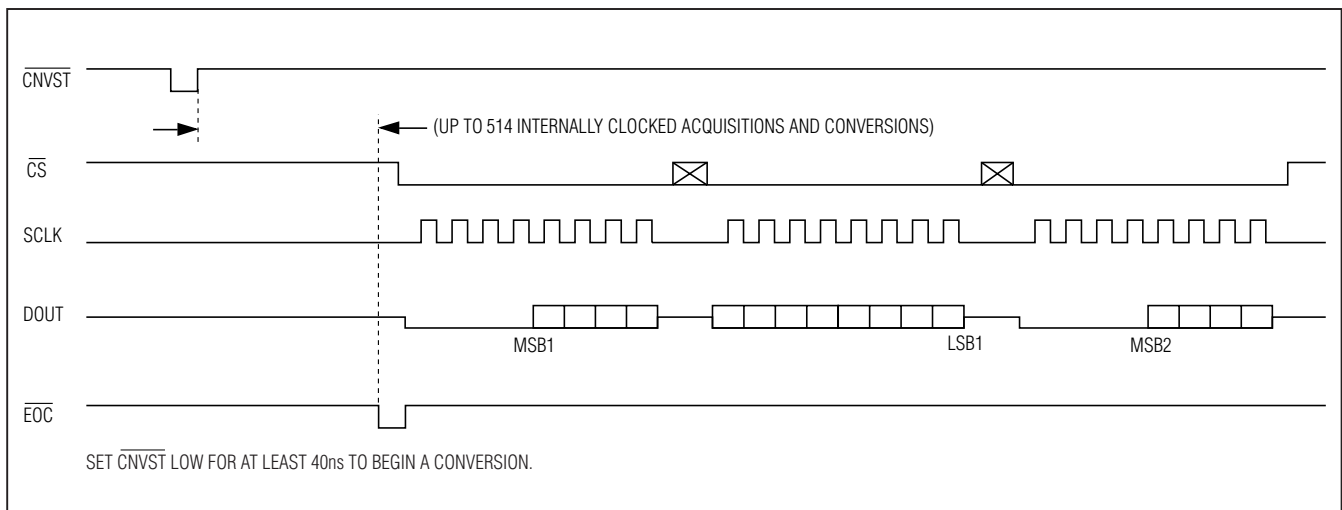 CNVST
(UP TO 514 INTERNALLY CLOCKED ACQUISITIONS AND CONVERSIONS)
CS
SCLK
DOUT
MSB1
LSB1
MSB2
EOC
SET CNVST LOW FOR AT LEAST 40ns TO BEGIN A CONVERSION.